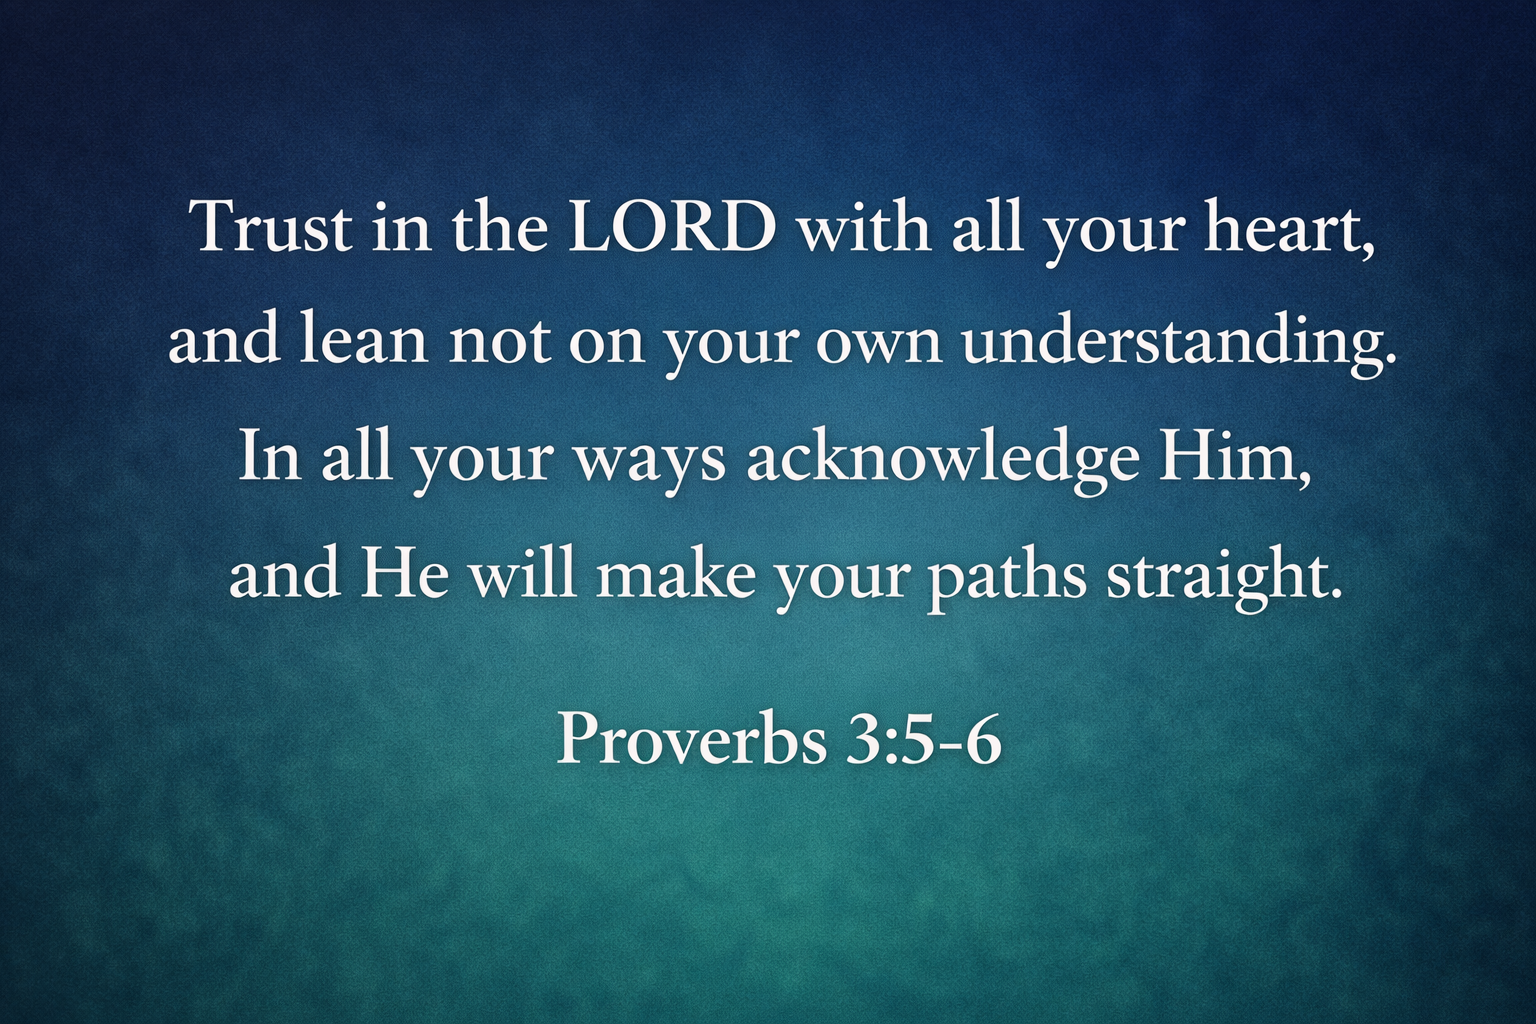 Trust in the LORD with all your heart,
and lean not on your own understanding.
In all your ways acknowledge Him,
and He will make your paths straight.
Proverbs 3:5-6